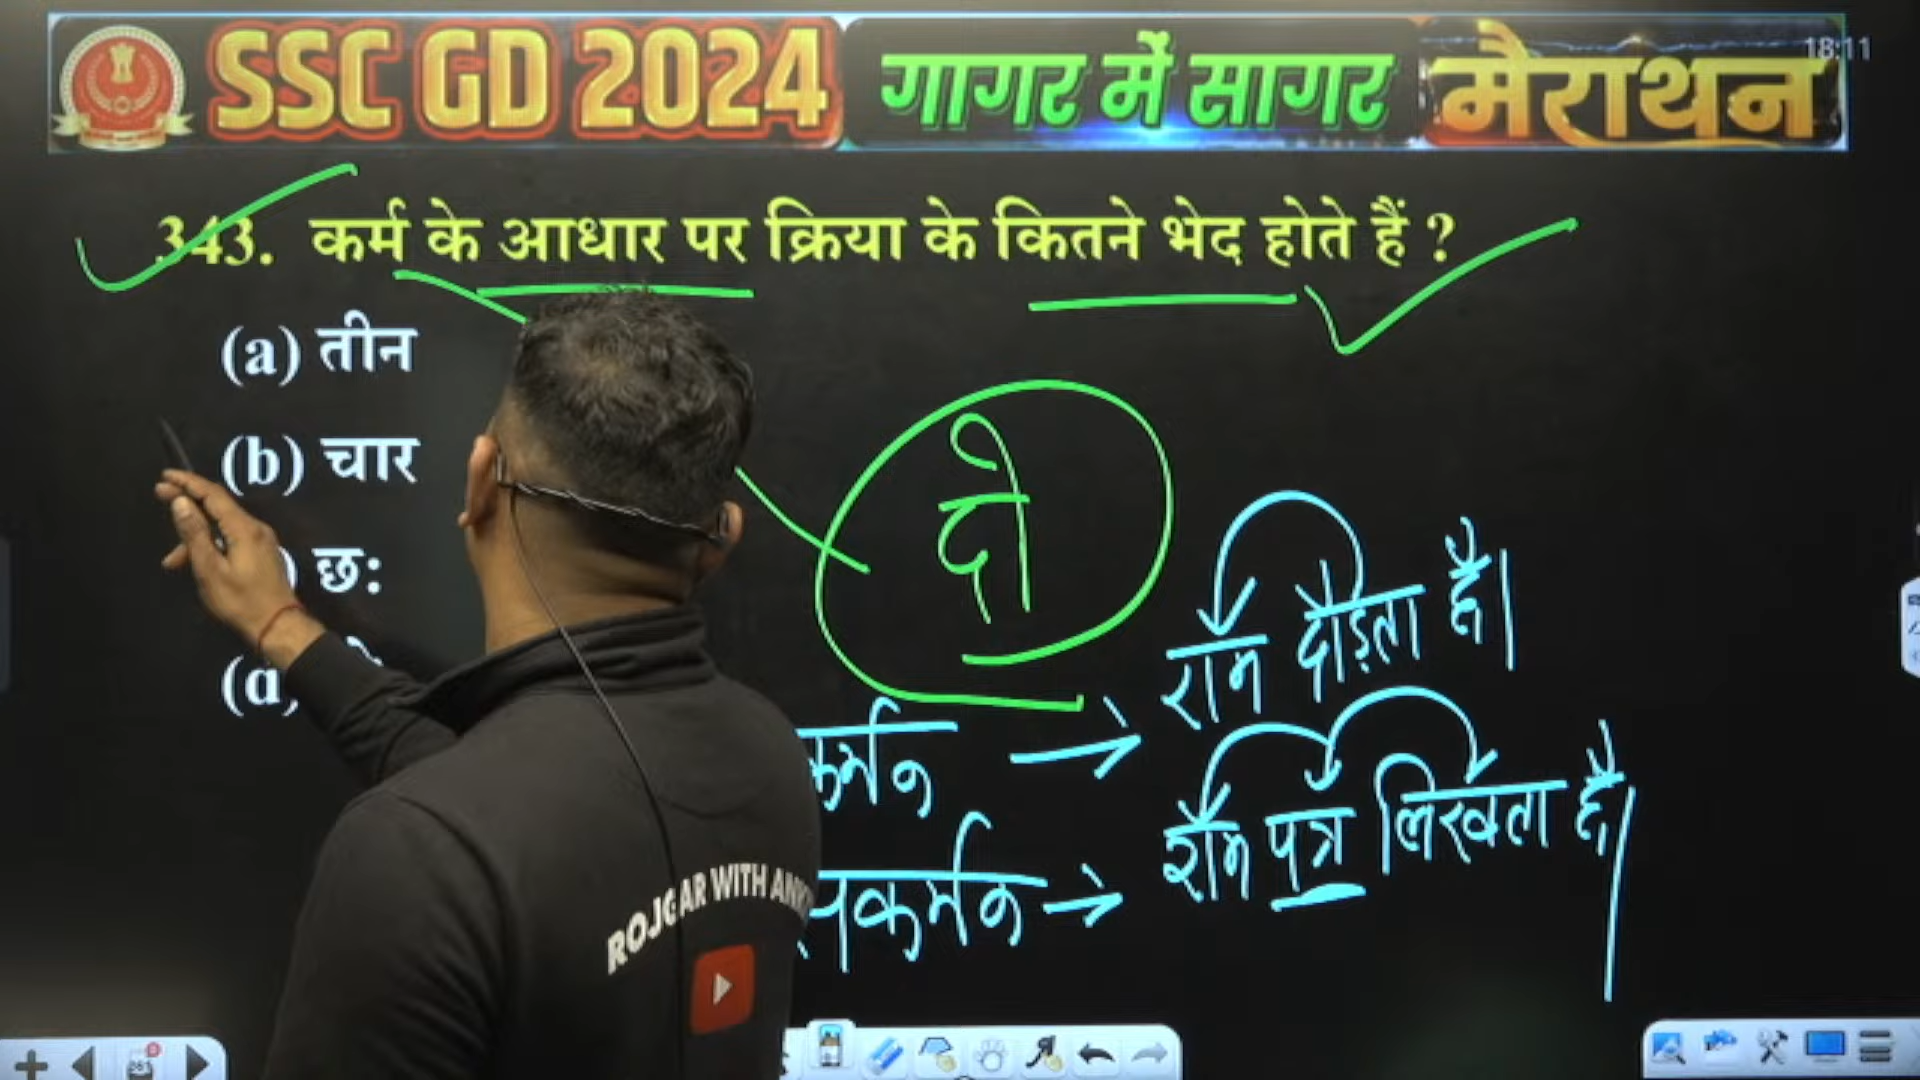 SSC GD 2024 गागर में सागर मैराथन
18:11
343. कर्म के आधार पर क्रिया के कितने भेद होते हैं ?
(a) तीन
(b) चार
) छ:
दो
राम दौड़ता है।
कर्मक →
राम पत्र लिखता है।
सकर्मक →
ROJGAR WITH